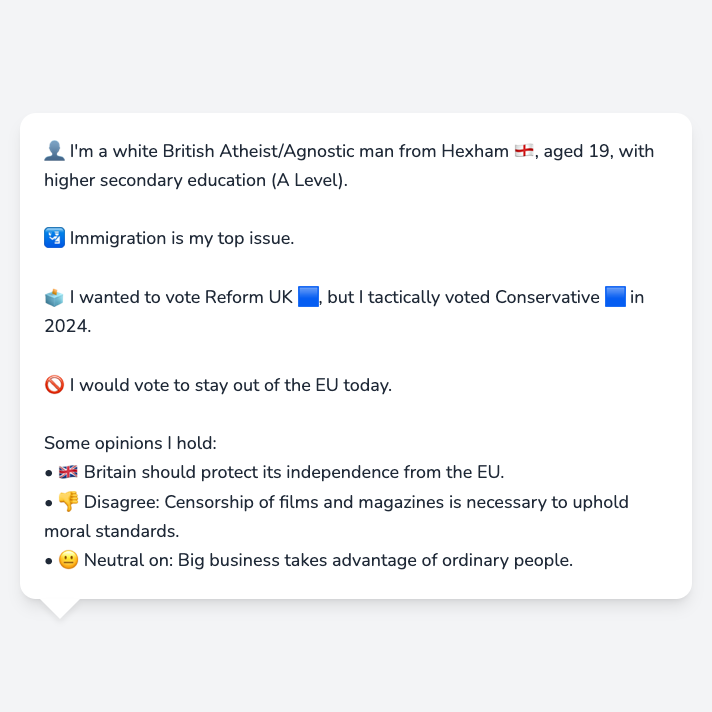 👤 I'm a white British Atheist/Agnostic man from Hexham 🏴󠁧󠁢󠁥󠁮󠁧󠁿, aged 19, with
higher secondary education (A Level).
🛂 Immigration is my top issue.
🗳️ I wanted to vote Reform UK 🟦, but I tactically voted Conservative 🟦 in
2024.
🚫 I would vote to stay out of the EU today.
Some opinions I hold:
• 🇬🇧 Britain should protect its independence from the EU.
• 👎 Disagree: Censorship of films and magazines is necessary to uphold
moral standards.
• 😐 Neutral on: Big business takes advantage of ordinary people.